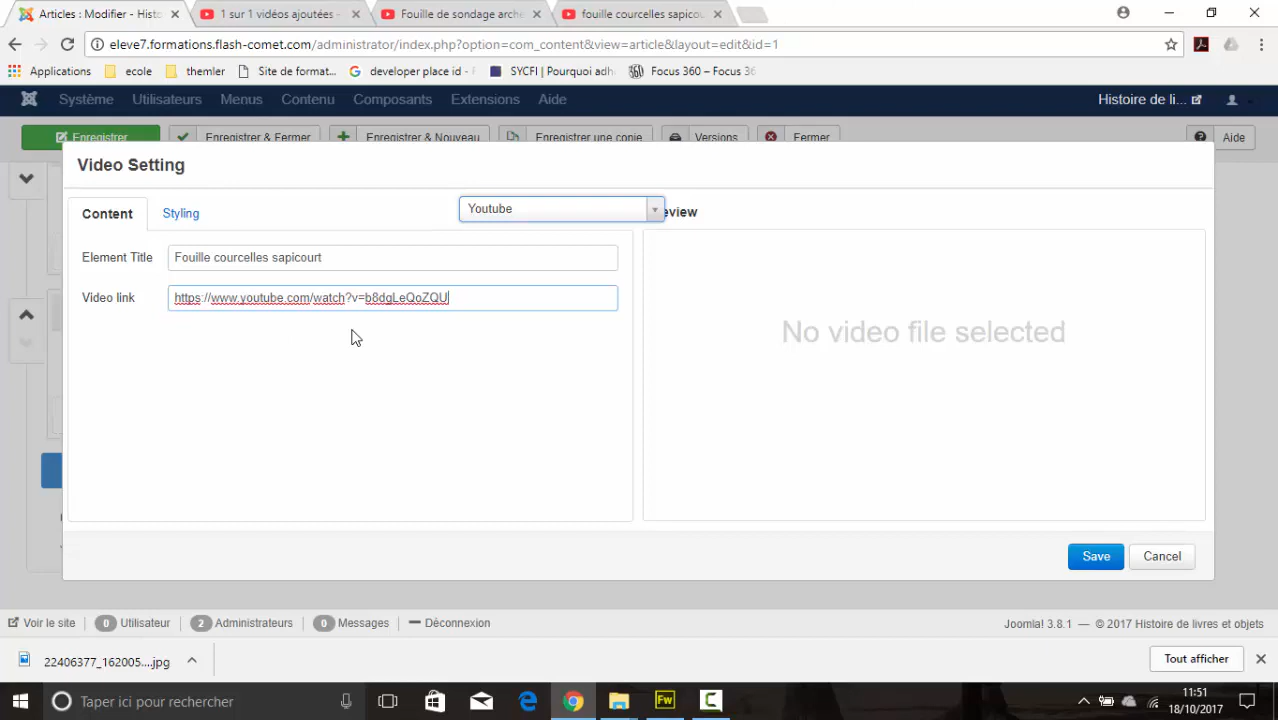 Articles : Modifier - Histo
1 sur 1 vidéos ajoutées -
Fouille de sondage arche
fouille courcelles sapicou
eleve7.formations.flash-comet.com/administrator/index.php?option=com_content&view=article&layout=edit&id=1
Applications ecole themler Site de format... developer place id - SYCFI | Pourquoi adh Focus 360 – Focus 36
Système Utilisateurs Menus Contenu Composants Extensions Aide Histoire de li...
Enregistrer Enregistrer & Fermer Enregistrer & Nouveau Enregistrer une copie Versions Fermer Aide
Video Setting
Content Styling Youtube eview
Element Title Fouille courcelles sapicourt
Video link https://www.youtube.com/watch?v=b8dgLeQoZQU
No video file selected
Save Cancel
Voir le site 0 Utilisateur 2 Administrateurs 0 Messages Déconnexion Joomla! 3.8.1 — © 2017 Histoire de livres et objets
22406377_162005....jpg Tout afficher
Taper ici pour rechercher Fw 11:51
18/10/2017